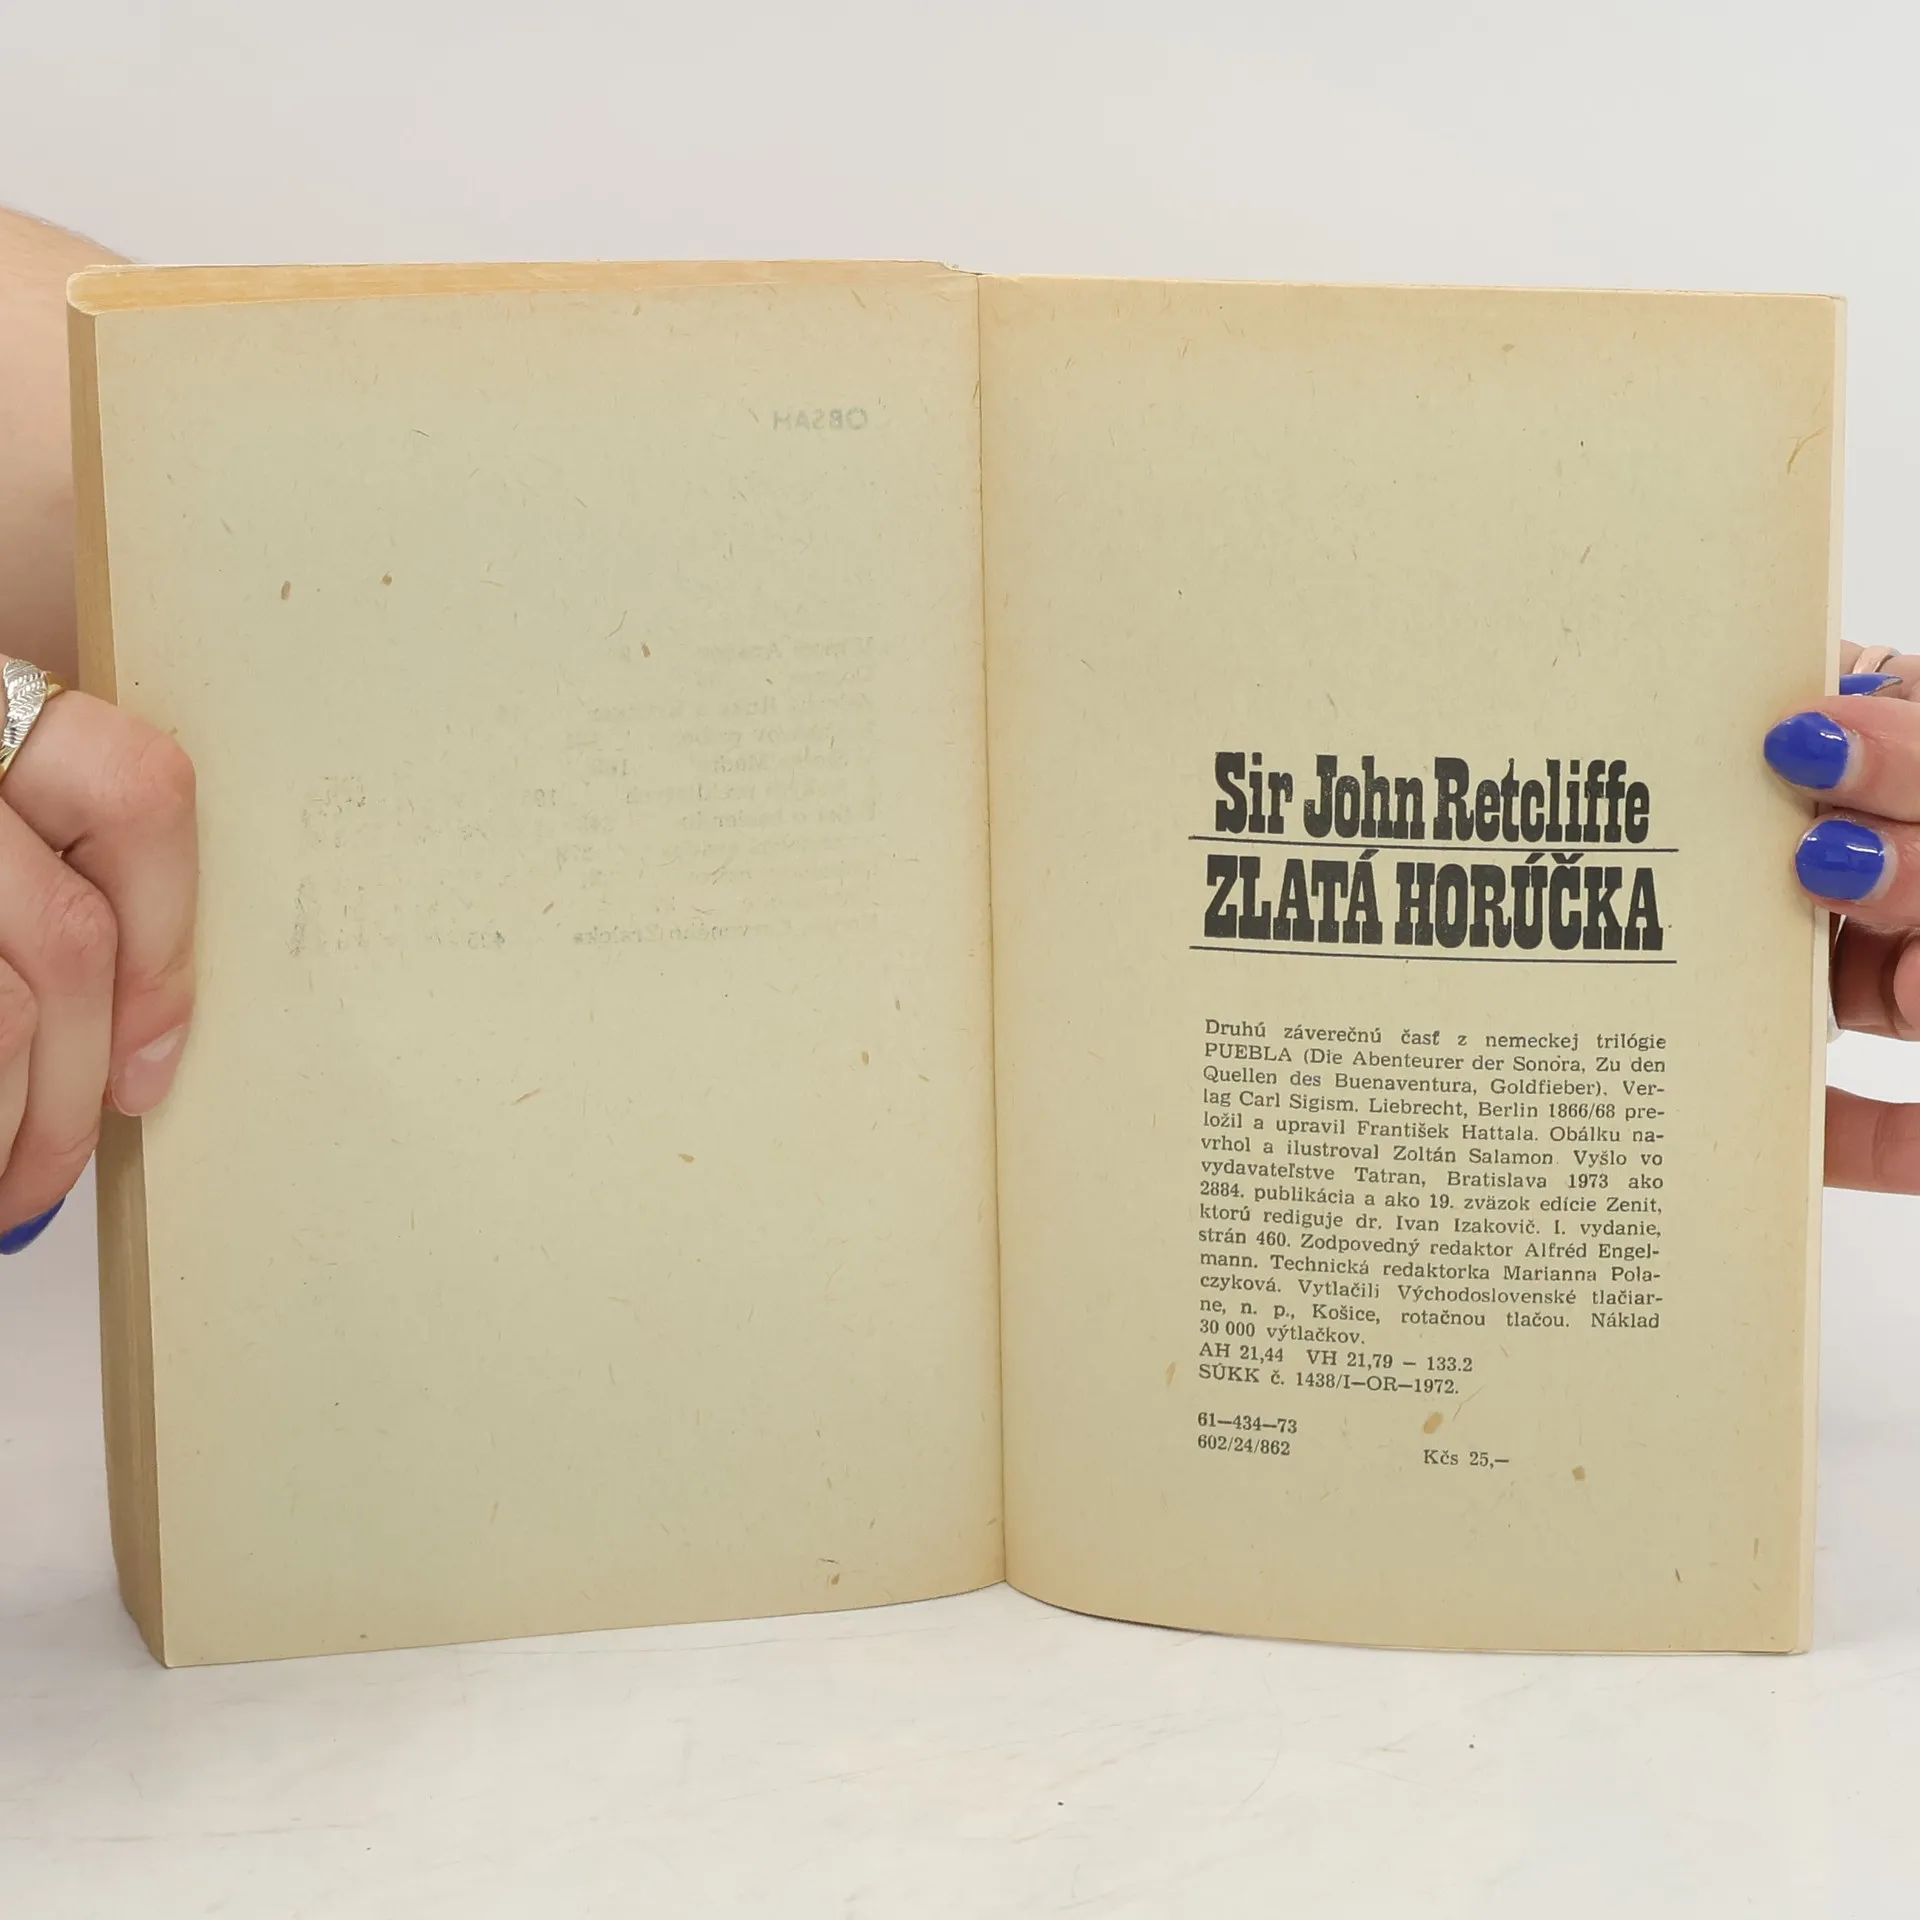 OBSAH
Sir John Retcliffe
ZLATÁ HORÚČKA
Druhú záverečnú časť z nemeckej trilógie
PUEBLA (Die Abenteurer der Sonora, Zu den
Quellen des Buenaventura, Goldfieber). Ver-
lag Carl Sigism. Liebrecht, Berlin 1866/68 pre-
ložil a upravil František Hattala. Obálku na-
vrhol a ilustroval Zoltán Salamon. Vyšlo vo
vydavateľstve Tatran, Bratislava 1973 ako
2884. publikácia a ako 19. zväzok edície Zenit,
ktorú rediguje dr. Ivan Izakovič. I. vydanie,
strán 460. Zodpovedný redaktor Alfréd Engel-
mann. Technická redaktorka Marianna Pola-
czyková. Vytlačili Východoslovenské tlačiar-
ne, n. p., Košice, rotačnou tlačou. Náklad
30 000 výtlačkov.
AH 21,44 VH 21,79 — 133.2
SÚKK č. 1438/I—OR—1972.
61—434—73
602/24/862
Kčs 25,—